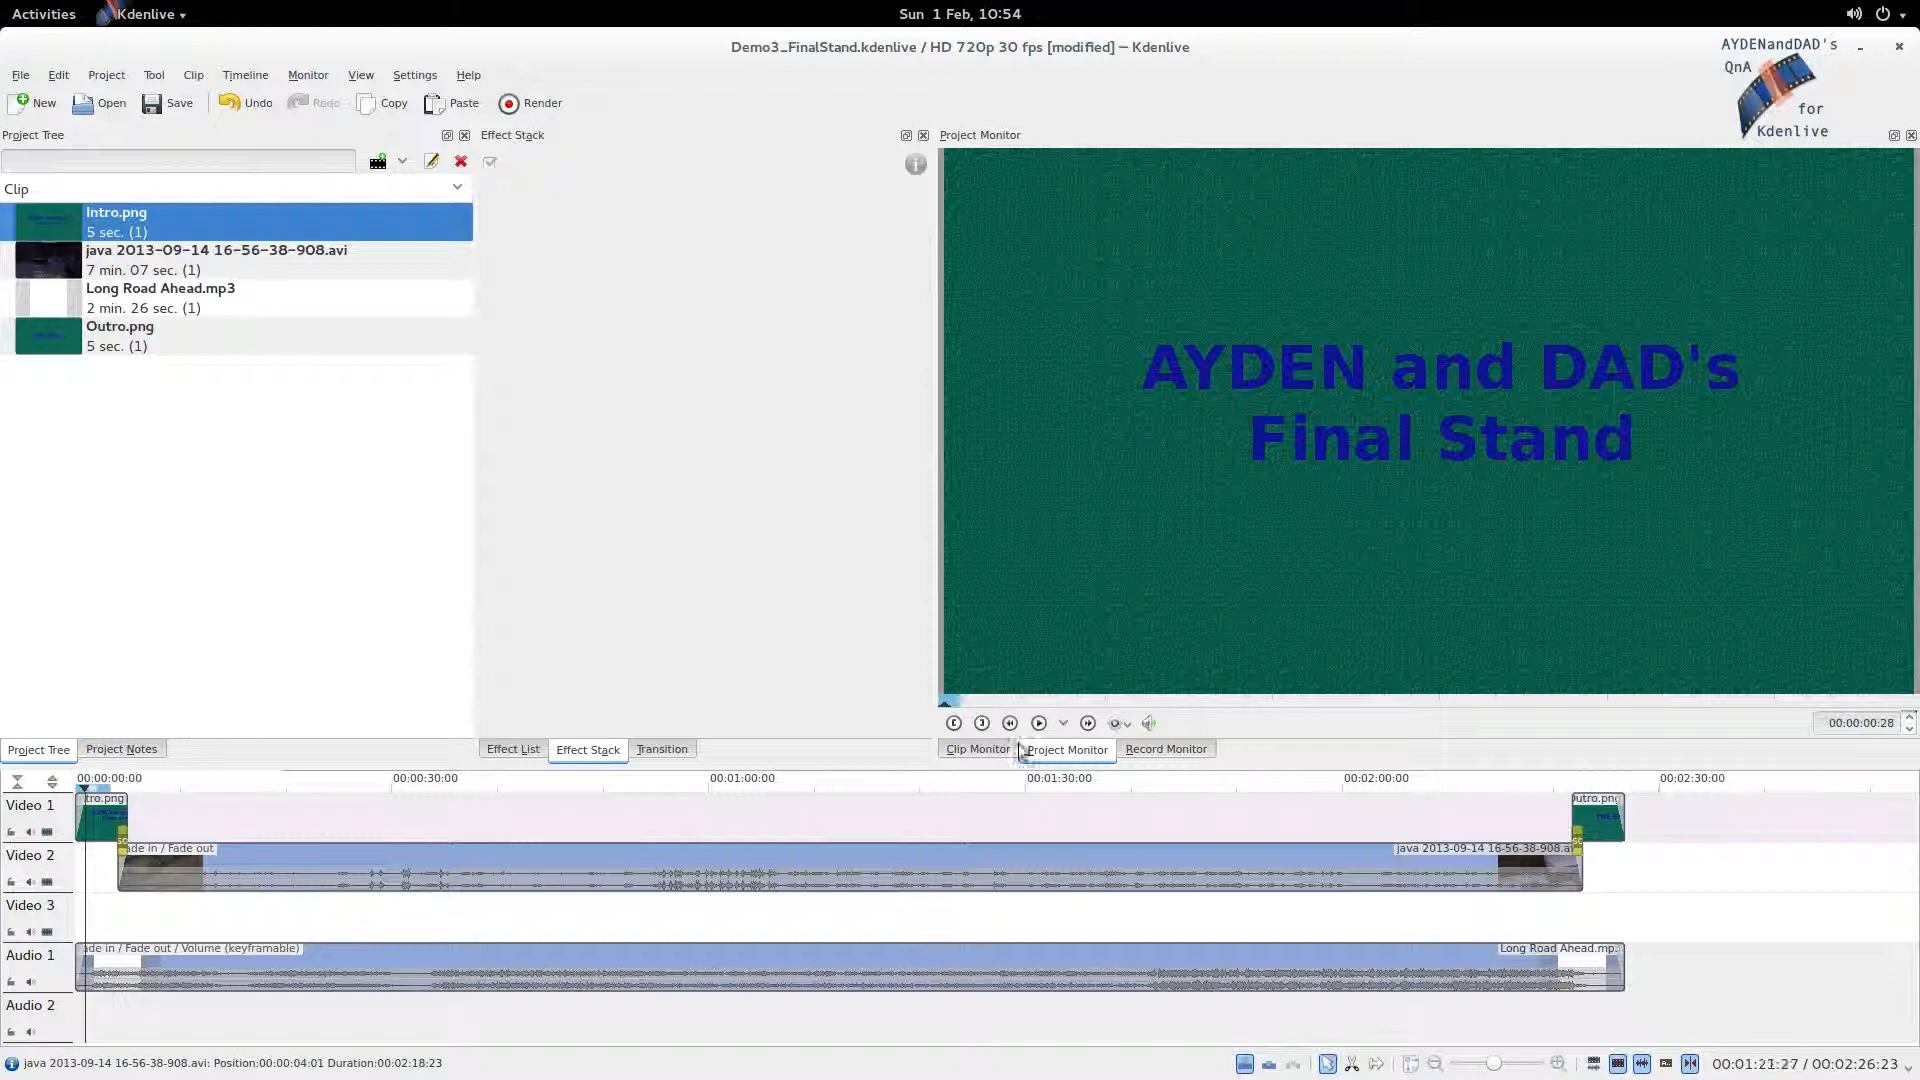 Activities
Kdenlive
Sun 1 Feb, 10:54
Demo3_FinalStand.kdenlive / HD 720p 30 fps [modified] — Kdenlive
AYDENandDAD's
QnA
for
Kdenlive
File Edit Project Tool Clip Timeline Monitor View Settings Help
New Open Save Undo Redo Copy Paste Render
Project Tree
Effect Stack
Project Monitor
Clip
Intro.png
5 sec. (1)
java 2013-09-14 16-56-38-908.avi
7 min. 07 sec. (1)
Long Road Ahead.mp3
2 min. 26 sec. (1)
Outro.png
5 sec. (1)
AYDEN and DAD's
Final Stand
00:00:00:28
Project Tree Project Notes
Effect List Effect Stack Transition
Clip Monitor Project Monitor Record Monitor
00:00:00:00 00:00:30:00 00:01:00:00 00:01:30:00 00:02:00:00 00:02:30:00
Video 1
tro.png
utro.png
Video 2
ade in / Fade out
java 2013-09-14 16-56-38-908.a
Video 3
Audio 1
ade in / Fade out / Volume (keyframable)
Long Road Ahead.mp.
Audio 2
java 2013-09-14 16-56-38-908.avi: Position:00:00:04:01 Duration:00:02:18:23
00:01:21:27 / 00:02:26:23